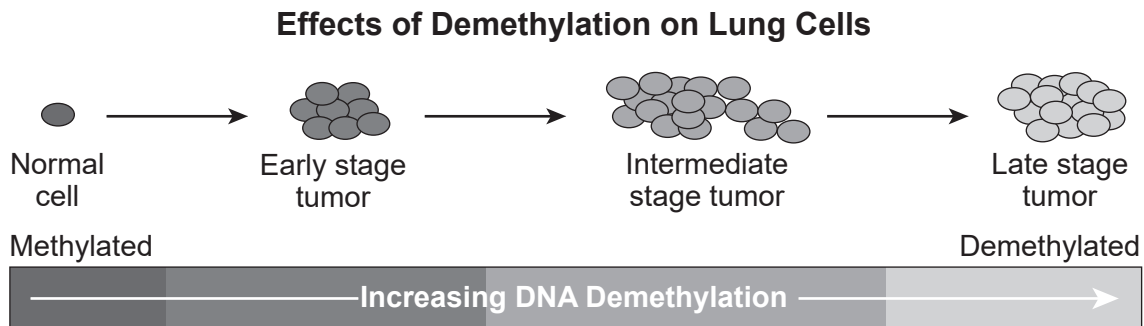 Effects of Demethylation on Lung Cells
Normal
cell
Early stage
tumor
Intermediate
stage tumor
Late stage
tumor
Methylated
Demethylated
Increasing DNA Demethylation